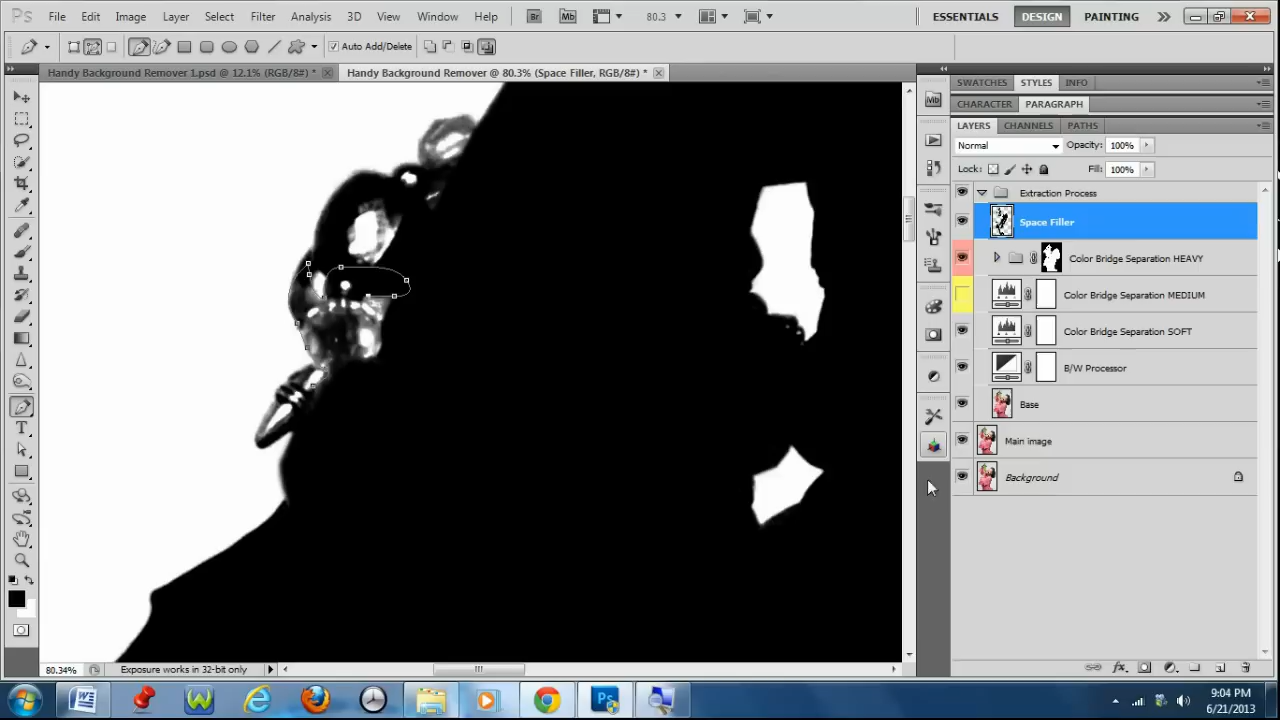 Ps File Edit Image Layer Select Filter Analysis 3D View Window Help Br Mb 80.3 ESSENTIALS DESIGN PAINTING
Auto Add/Delete
Handy Background Remover 1.psd @ 12.1% (RGB/8#) * Handy Background Remover @ 80.3% (Space Filler, RGB/8#) *
SWATCHES STYLES INFO
CHARACTER PARAGRAPH
LAYERS CHANNELS PATHS
Normal Opacity: 100%
Lock: Fill: 100%
Extraction Process
Space Filler
Color Bridge Separation HEAVY
Color Bridge Separation MEDIUM
Color Bridge Separation SOFT
B/W Processor
Base
Main image
Background
Mb
T
fx
80.34% Exposure works in 32-bit only
W Ps
9:04 PM
6/21/2013